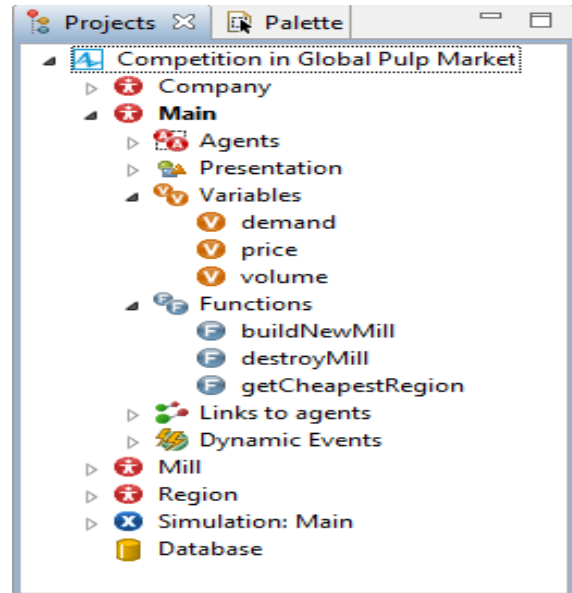 Projects Palette
Competition in Global Pulp Market
Company
Main
Agents
Presentation
Variables
demand
price
volume
Functions
buildNewMill
destroyMill
getCheapestRegion
Links to agents
Dynamic Events
Mill
Region
Simulation: Main
Database